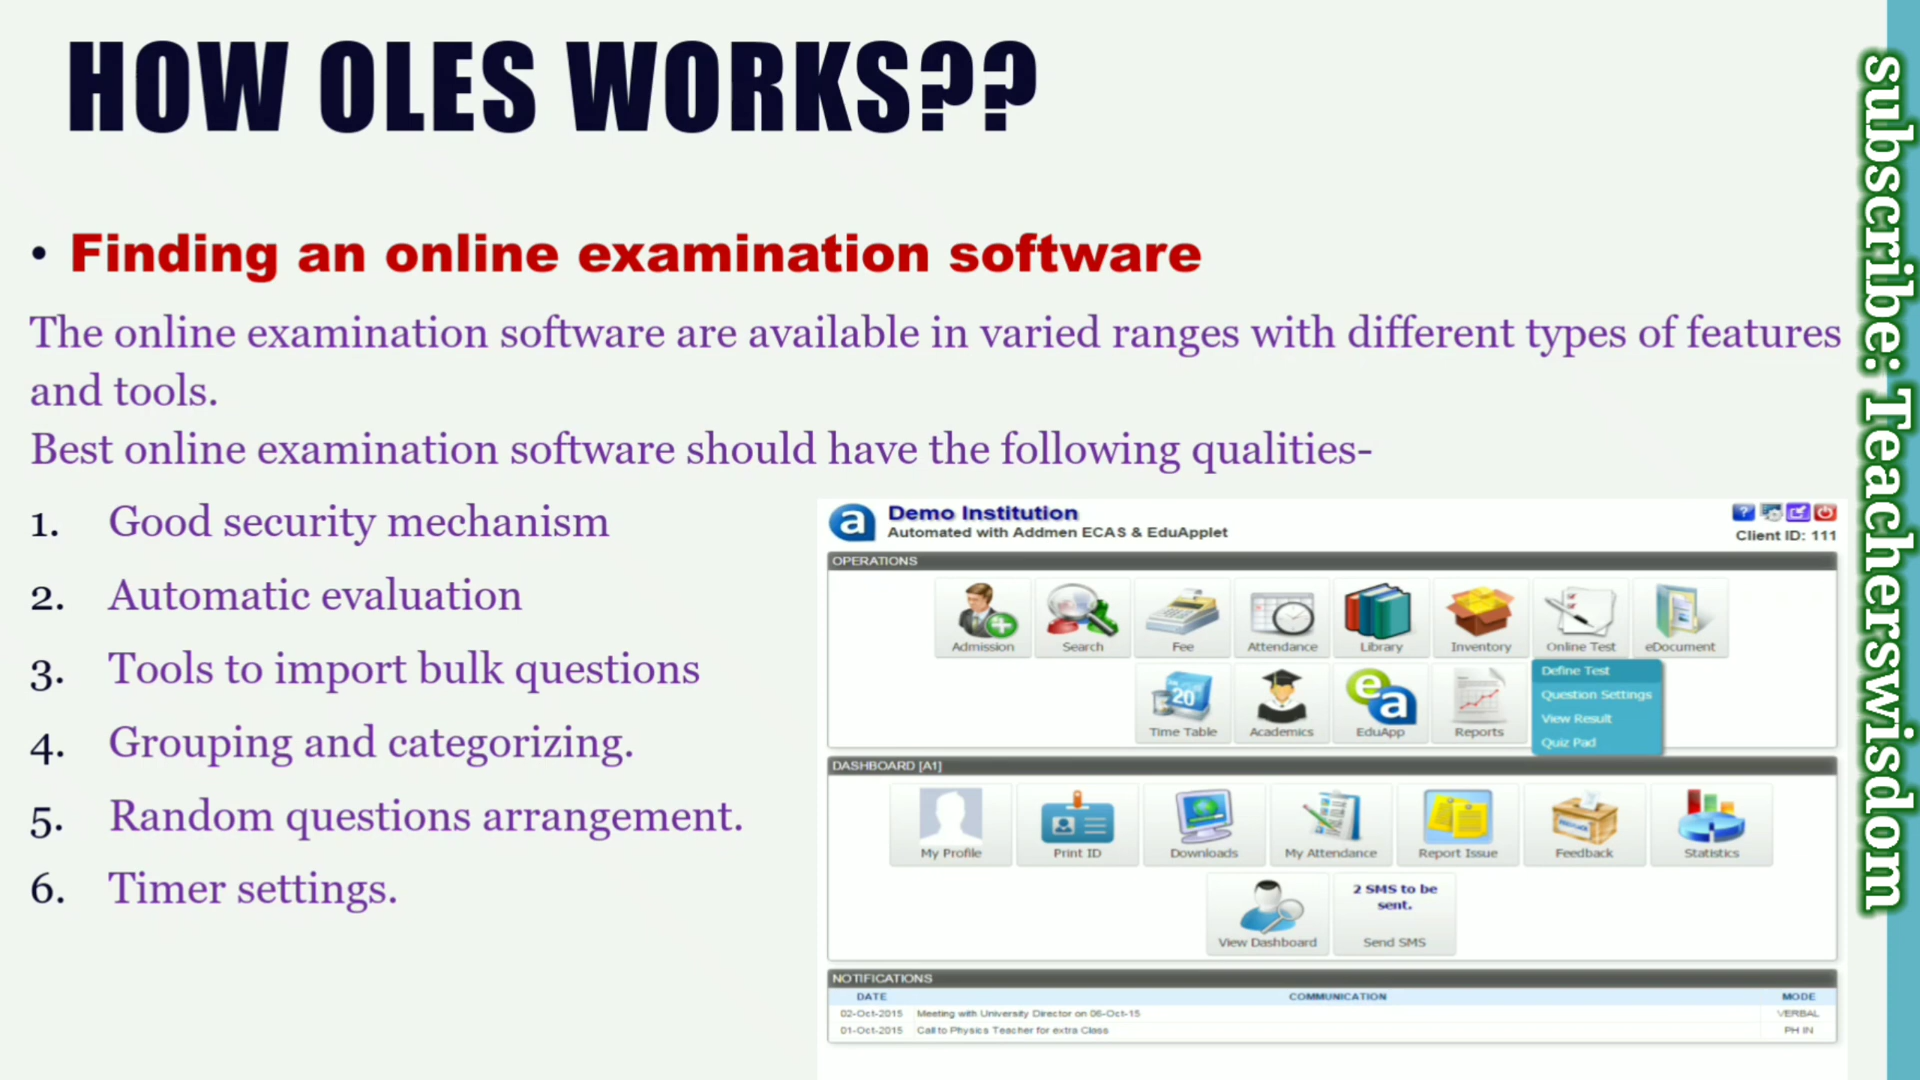 HOW OLES WORKS??
• Finding an online examination software
The online examination software are available in varied ranges with different types of features
and tools.
Best online examination software should have the following qualities-
1. Good security mechanism
2. Automatic evaluation
3. Tools to import bulk questions
4. Grouping and categorizing.
5. Random questions arrangement.
6. Timer settings.
a
Demo Institution
Automated with Addmen ECAS & EduApplet
?
Client ID: 111
OPERATIONS
Admission Search Fee Attendance Library Inventory Online Test eDocument
Define Test
Question Settings
View Result
Quiz Pad
20
e a
Time Table Academics EduApp Reports
DASHBOARD [A1]
My Profile Print ID Downloads My Attendance Report Issue Feedback Statistics
2 SMS to be
sent.
View Dashboard Send SMS
NOTIFICATIONS
DATE COMMUNICATION MODE
02-Oct-2015 Meeting with University Director on 06-Oct-15 VERBAL
01-Oct-2015 Call to Physics Teacher for extra Class PH IN
subscribe: Teacherswisdom